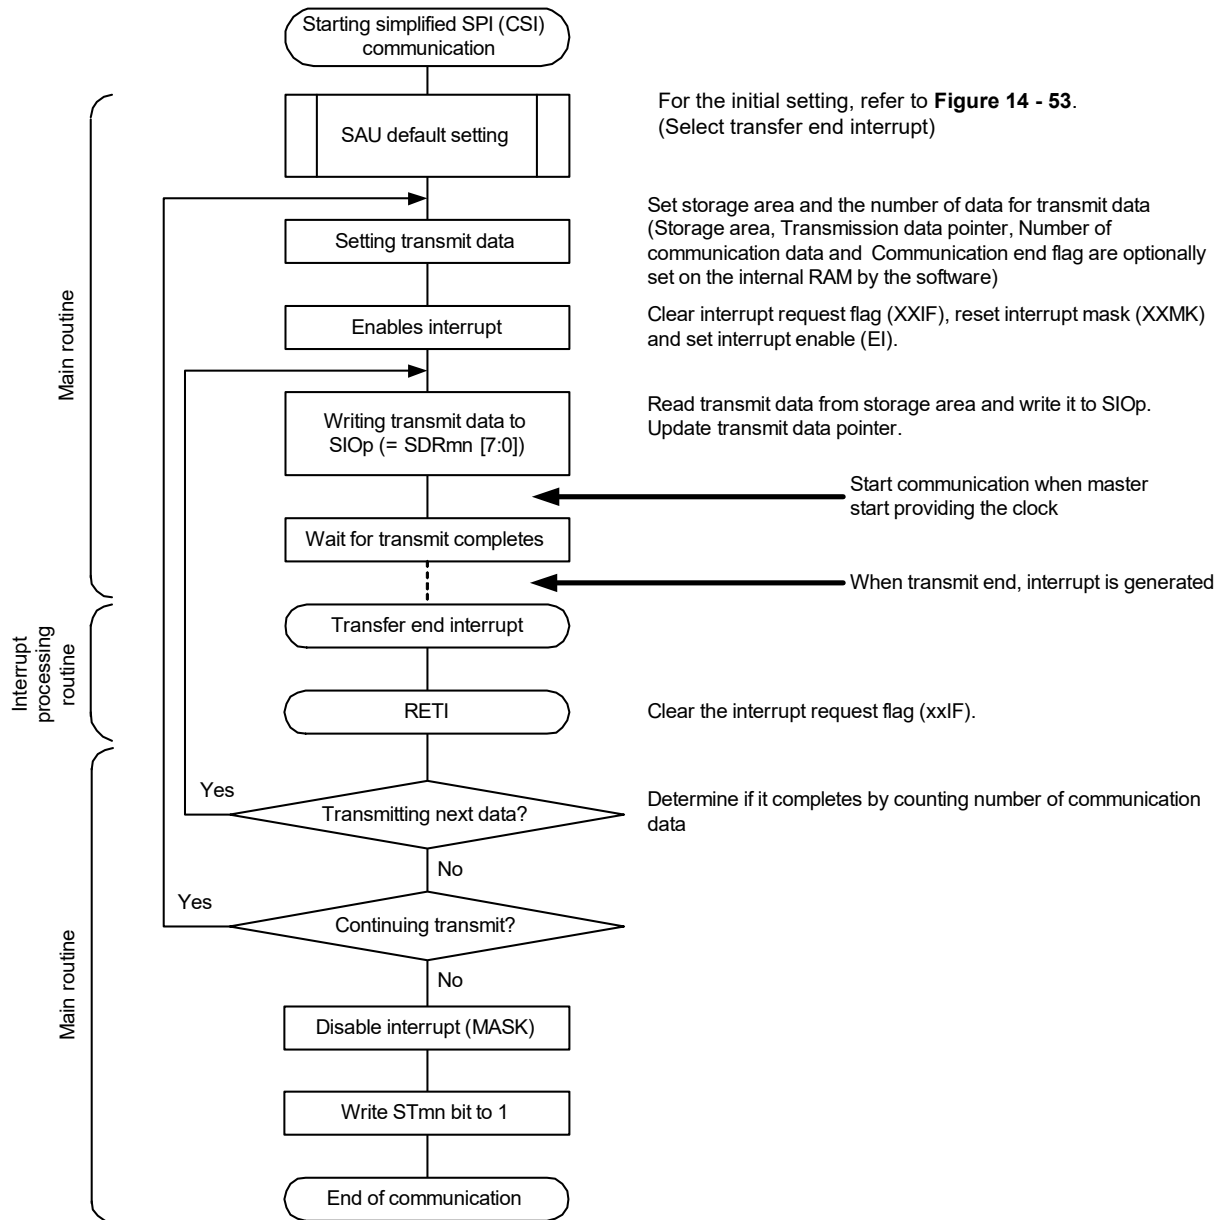 Starting simplified SPI (CSI)
communication
SAU default setting
For the initial setting, refer to Figure 14 - 53.
(Select transfer end interrupt)
Setting transmit data
Set storage area and the number of data for transmit data
(Storage area, Transmission data pointer, Number of
communication data and Communication end flag are optionally
set on the internal RAM by the software)
Enables interrupt
Clear interrupt request flag (XXIF), reset interrupt mask (XXMK)
and set interrupt enable (EI).
Main routine
Writing transmit data to
SIOp (= SDRmn [7:0])
Read transmit data from storage area and write it to SIOp.
Update transmit data pointer.
Start communication when master
start providing the clock
Wait for transmit completes
When transmit end, interrupt is generated
Transfer end interrupt
Interrupt
processing
routine
RETI
Clear the interrupt request flag (xxIF).
Yes
Transmitting next data?
Determine if it completes by counting number of communication
data
No
Yes
Continuing transmit?
No
Main routine
Disable interrupt (MASK)
Write STmn bit to 1
End of communication